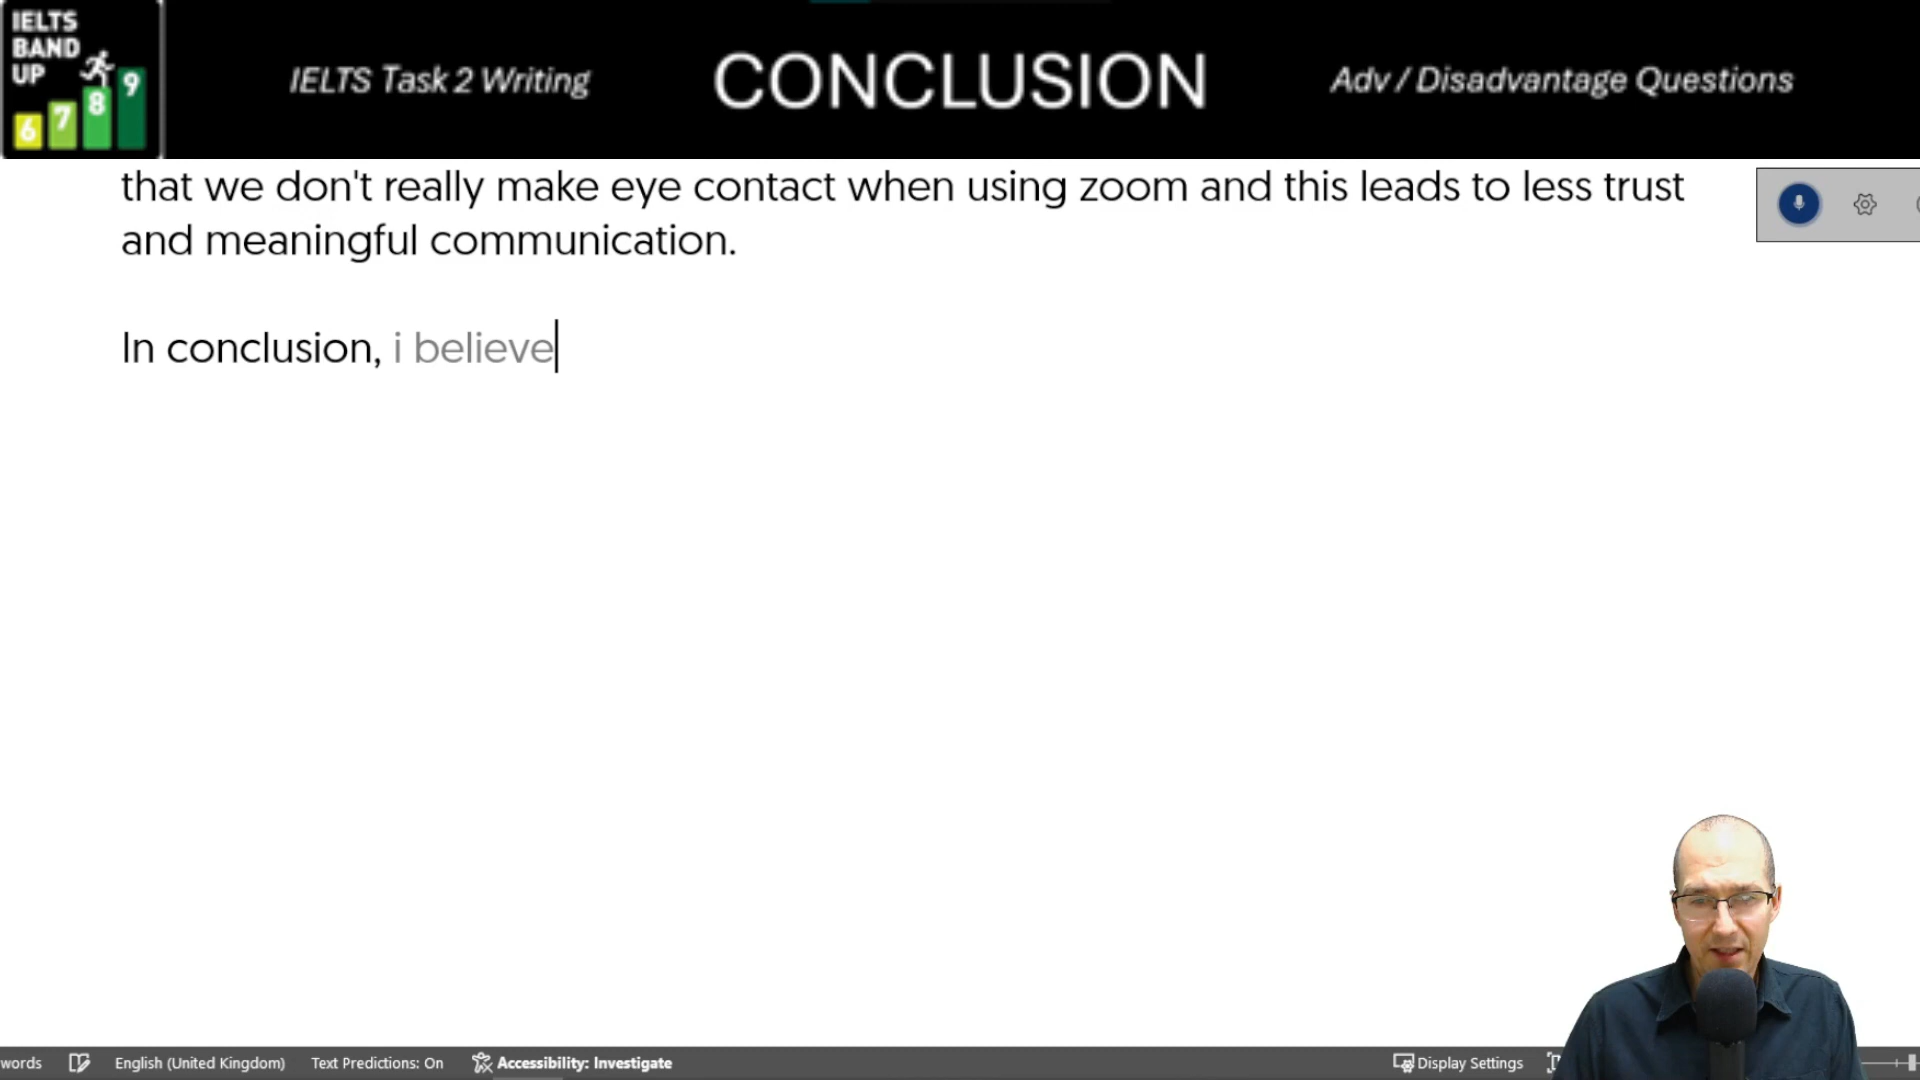 IELTS
BAND
UP
6 7 8 9
IELTS Task 2 Writing
CONCLUSION
Adv / Disadvantage Questions
that we don't really make eye contact when using zoom and this leads to less trust
and meaningful communication.
In conclusion, i believe
words English (United Kingdom) Text Predictions: On Accessibility: Investigate Display Settings